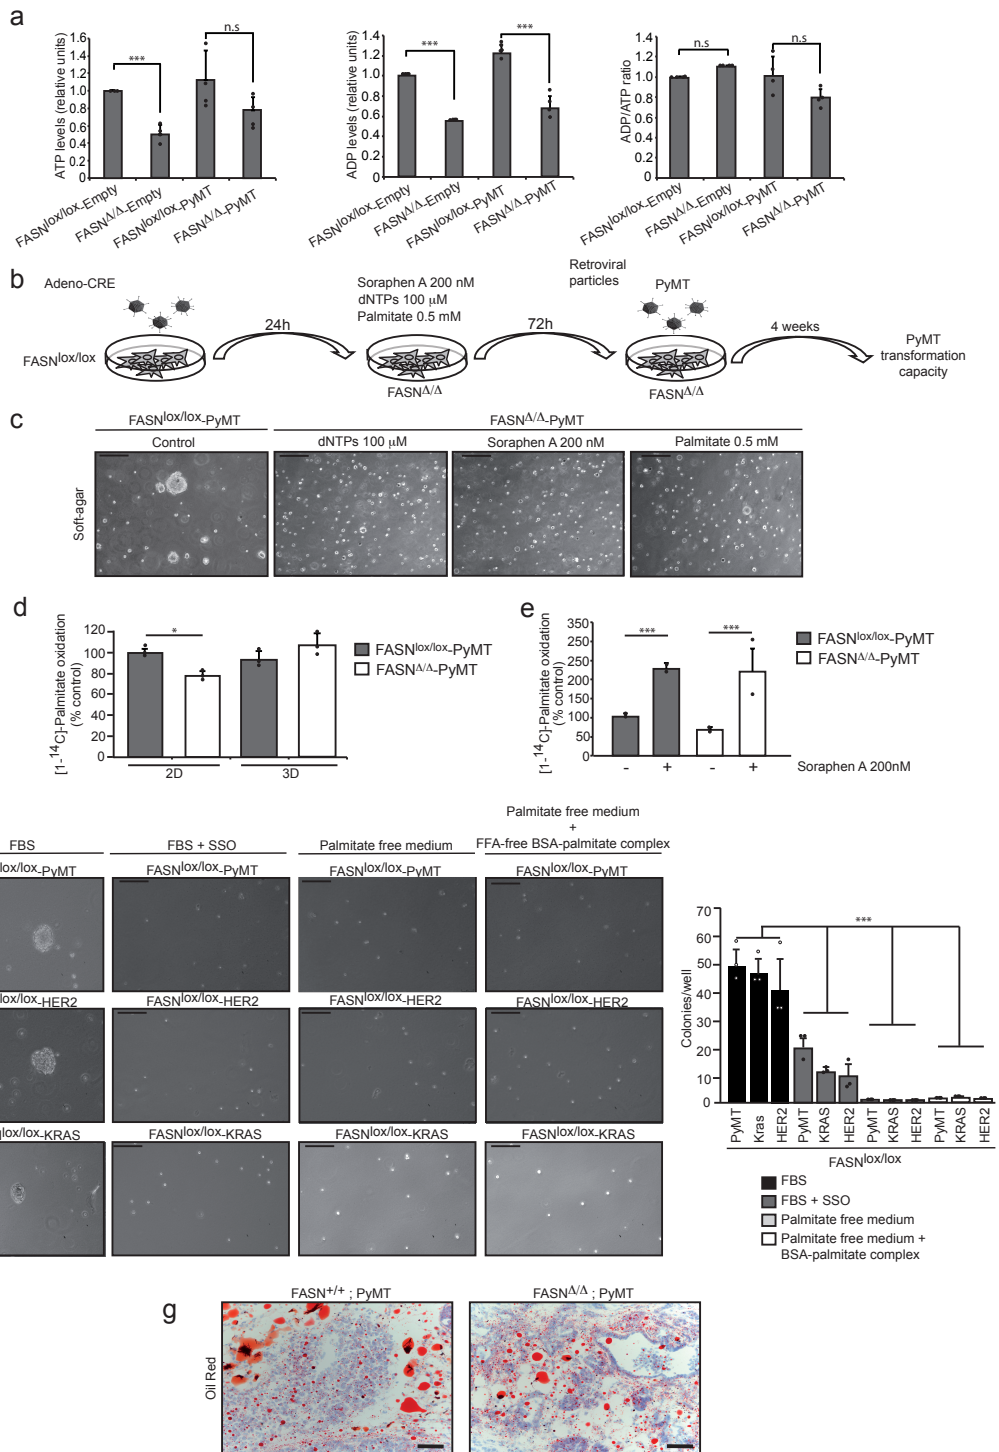 a
ATP levels (relative units)
1.6
1.4
1.2
1.0
0.8
0.6
0.4
0.2
0
***
n.s
FASNlox/lox-Empty
FASNΔ/Δ-Empty
FASNlox/lox-PyMT
FASNΔ/Δ-PyMT
ADP levels (relative units)
1.4
1.2
1.0
0.8
0.6
0.4
0.2
0
***
***
FASNlox/lox-Empty
FASNΔ/Δ-Empty
FASNlox/lox-PyMT
FASNΔ/Δ-PyMT
ADP/ATP ratio
1.4
1.2
1.0
0.8
0.6
0.4
0.2
0
n.s
n.s
FASNlox/lox-Empty
FASNΔ/Δ-Empty
FASNlox/lox-PyMT
FASNΔ/Δ-PyMT
b
Adeno-CRE
FASNlox/lox
24h
Soraphen A 200 nM
dNTPs 100 µM
Palmitate 0.5 mM
FASNΔ/Δ
72h
Retroviral
particles
PyMT
FASNΔ/Δ
4 weeks
PyMT
transformation
capacity
c
FASNlox/lox-PyMT
FASNΔ/Δ-PyMT
Control
dNTPs 100 µM
Soraphen A 200 nM
Palmitate 0.5 mM
Soft-agar
d
[1-14C]-Palmitate oxidation
(% control)
120
100
80
60
40
20
0
*
2D
3D
FASNlox/lox-PyMT
FASNΔ/Δ-PyMT
e
[1-14C]-Palmitate oxidation
(% control)
350
250
200
150
100
50
0
***
***
- + - +
Soraphen A 200nM
FASNlox/lox-PyMT
FASNΔ/Δ-PyMT
FBS
FBS + SSO
Palmitate free medium
Palmitate free medium
+
FFA-free BSA-palmitate complex
lox/lox-PyMT
FASNlox/lox-PyMT
FASNlox/lox-PyMT
FASNlox/lox-PyMT
lox/lox-HER2
FASNlox/lox-HER2
FASNlox/lox-HER2
FASNlox/lox-HER2
lox/lox-KRAS
FASNlox/lox-KRAS
FASNlox/lox-KRAS
FASNlox/lox-KRAS
Colonies/well
70
60
50
40
30
20
10
0
***
PyMT
Kras
HER2
PyMT
KRAS
HER2
PyMT
KRAS
HER2
PyMT
KRAS
HER2
FASNlox/lox
FBS
FBS + SSO
Palmitate free medium
Palmitate free medium +
BSA-palmitate complex
g
FASN+/+ ; PyMT
FASNΔ/Δ ; PyMT
Oil Red